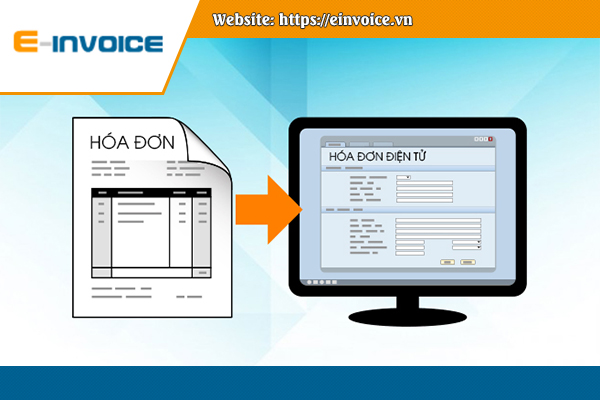 E-INVOICE
Website: https://einvoice.vn
HÓA ĐƠN
HÓA ĐƠN ĐIỆN TỬ